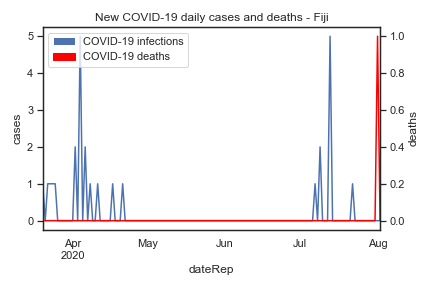 New COVID-19 daily cases and deaths - Fiji
COVID-19 infections
COVID-19 deaths
5
4
3
2
1
0
cases
1.0
0.8
0.6
0.4
0.2
0.0
deaths
Apr
2020
May
Jun
Jul
Aug
dateRep